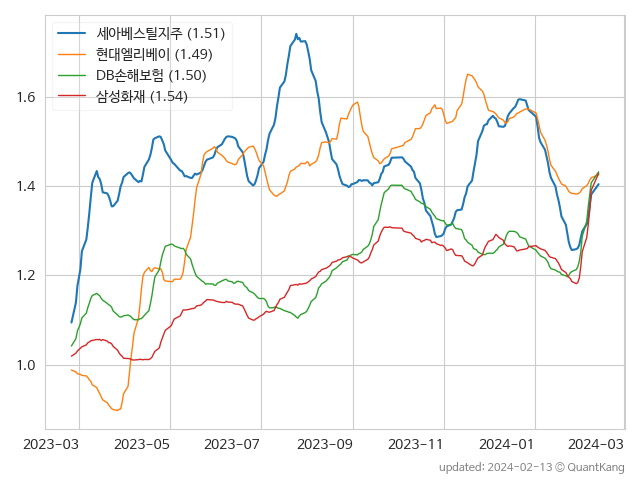 세아베스틸지주 (1.51)
현대엘리베이 (1.49)
DB손해보험 (1.50)
삼성화재 (1.54)
1.6
1.4
1.2
1.0
2023-03 2023-05 2023-07 2023-09 2023-11 2024-01 2024-03
updated: 2024-02-13 © QuantKang